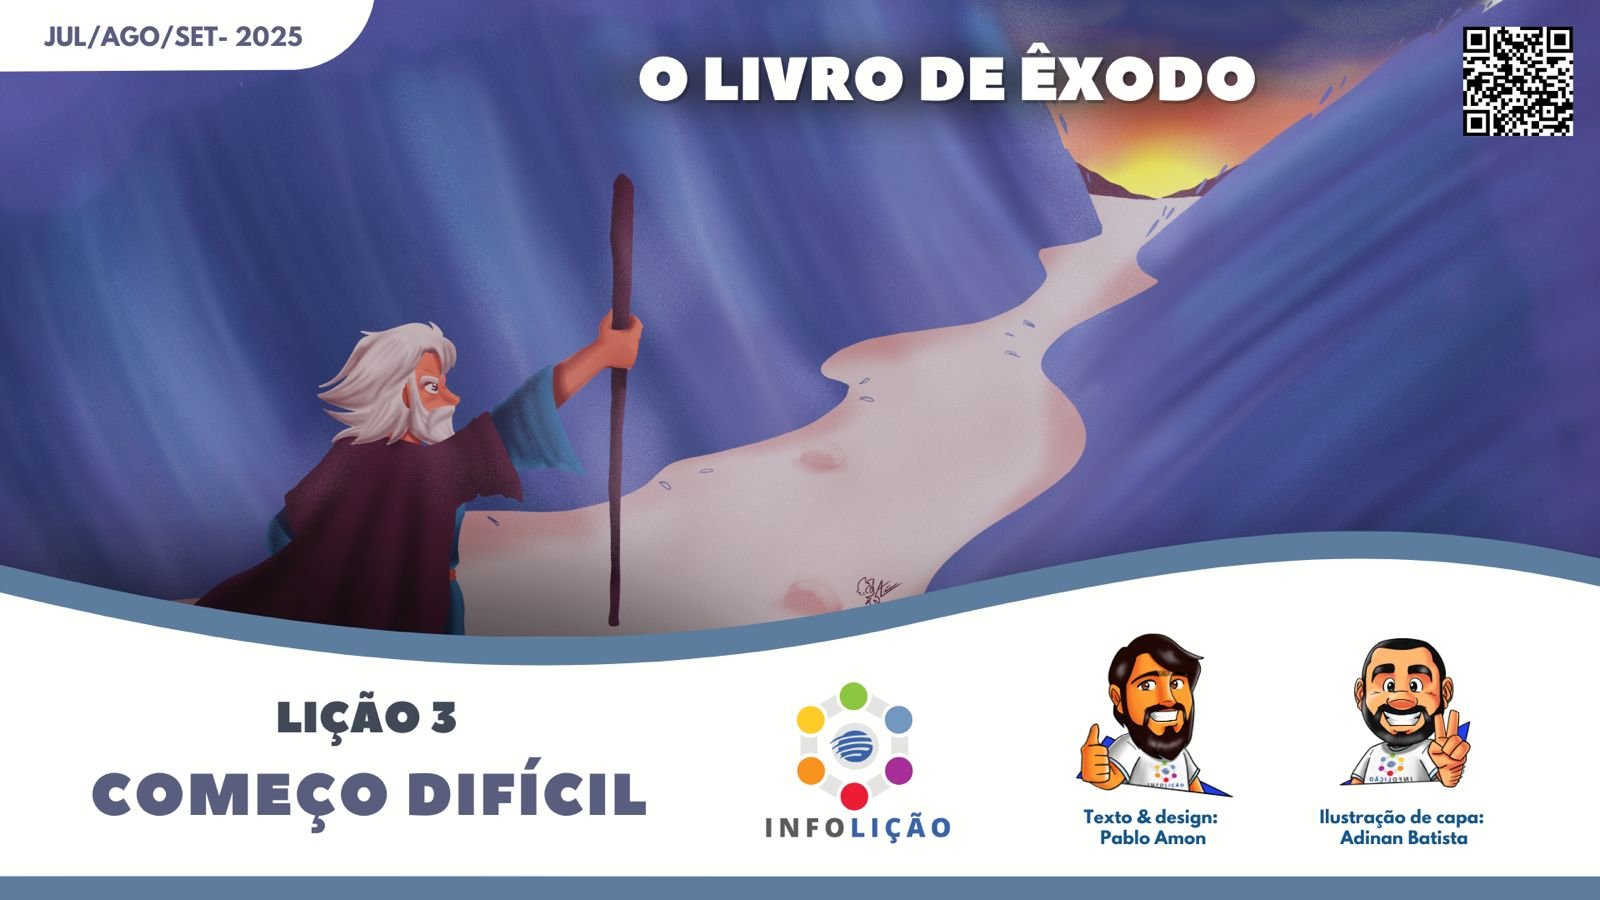 JUL/AGO/SET- 2025
O LIVRO DE ÊXODO
LIÇÃO 3
COMEÇO DIFÍCIL
INFOLIÇÃO
Texto & design:
Pablo Amon
Ilustração de capa:
Adinan Batista